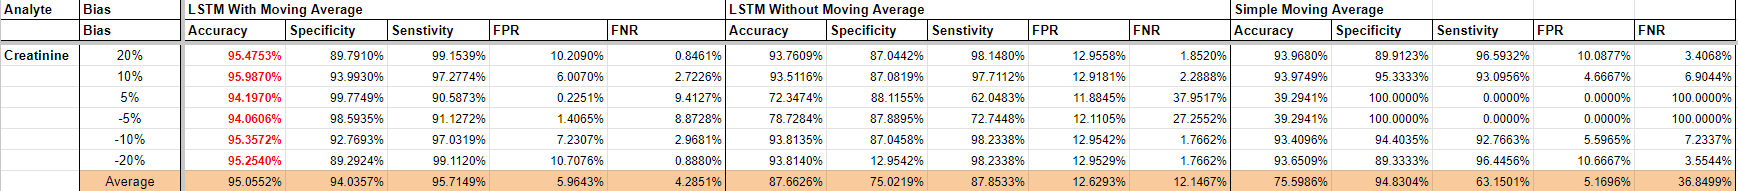 Analyte Bias LSTM With Moving Average LSTM Without Moving Average Simple Moving Average
Bias Accuracy Specificity Senstivity FPR FNR Accuracy Specificity Senstivity FPR FNR Accuracy Specificity Senstivity FPR FNR
Creatinine 20% 95.4753% 89.7910% 99.1539% 10.2090% 0.8461% 93.7609% 87.0442% 98.1480% 12.9558% 1.8520% 93.9680% 89.9123% 96.5932% 10.0877% 3.4068%
10% 95.9870% 93.9930% 97.2774% 6.0070% 2.7226% 93.5116% 87.0819% 97.7112% 12.9181% 2.2888% 93.9749% 95.3333% 93.0956% 4.6667% 6.9044%
5% 94.1970% 99.7749% 90.5873% 0.2251% 9.4127% 72.3474% 88.1155% 62.0483% 11.8845% 37.9517% 39.2941% 100.0000% 0.0000% 0.0000% 100.0000%
-5% 94.0606% 98.5935% 91.1272% 1.4065% 8.8728% 78.7284% 87.8895% 72.7448% 12.1105% 27.2552% 39.2941% 100.0000% 0.0000% 0.0000% 100.0000%
-10% 95.3572% 92.7693% 97.0319% 7.2307% 2.9681% 93.8135% 87.0458% 98.2338% 12.9542% 1.7662% 93.4096% 94.4035% 92.7663% 5.5965% 7.2337%
-20% 95.2540% 89.2924% 99.1120% 10.7076% 0.8880% 93.8140% 12.9542% 98.2338% 12.9529% 1.7662% 93.6509% 89.3333% 96.4456% 10.6667% 3.5544%
Average 95.0552% 94.0357% 95.7149% 5.9643% 4.2851% 87.6626% 75.0219% 87.8533% 12.6293% 12.1467% 75.5986% 94.8304% 63.1501% 5.1696% 36.8499%